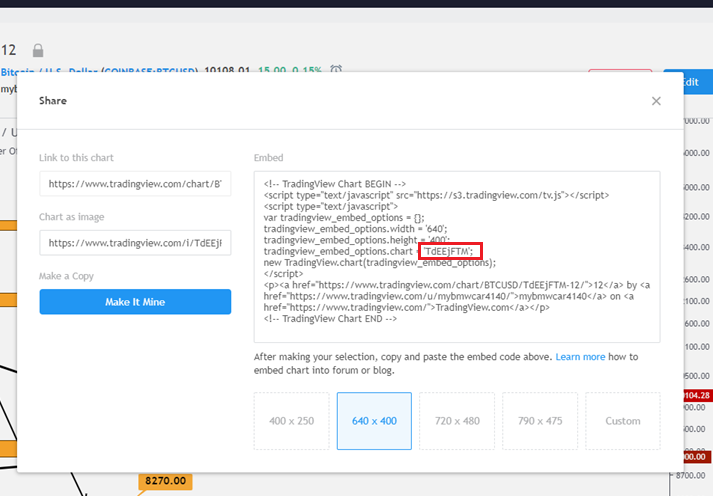 12
Bitcoin / U.S. Dollar (COINBASE:BTCUSD) 10108.01 15.00 0.15%
Edit
Share
Link to this chart
https://www.tradingview.com/chart/B
Chart as image
https://www.tradingview.com/i/TdEEjF
Make a Copy
Make It Mine
Embed
<!-- TradingView Chart BEGIN -->
<script type="text/javascript" src="https://s3.tradingview.com/tv.js"></script>
<script type="text/javascript">
var tradingview_embed_options = {};
tradingview_embed_options.width = '640';
tradingview_embed_options.height = '400';
tradingview_embed_options.chart = 'TdEEjFTM';
new TradingView.chart(tradingview_embed_options);
</script>
<p><a href="https://www.tradingview.com/chart/BTCUSD/TdEEjFTM-12/">12</a> by <a
href="https://www.tradingview.com/u/mybmwcar4140/">mybmwcar4140</a> on <a
href="https://www.tradingview.com/">TradingView.com</a></p>
<!-- TradingView Chart END -->
After making your selection, copy and paste the embed code above. Learn more how to
embed chart into forum or blog.
400 x 250
640 x 400
720 x 480
790 x 475
Custom
8270.00
8700.00